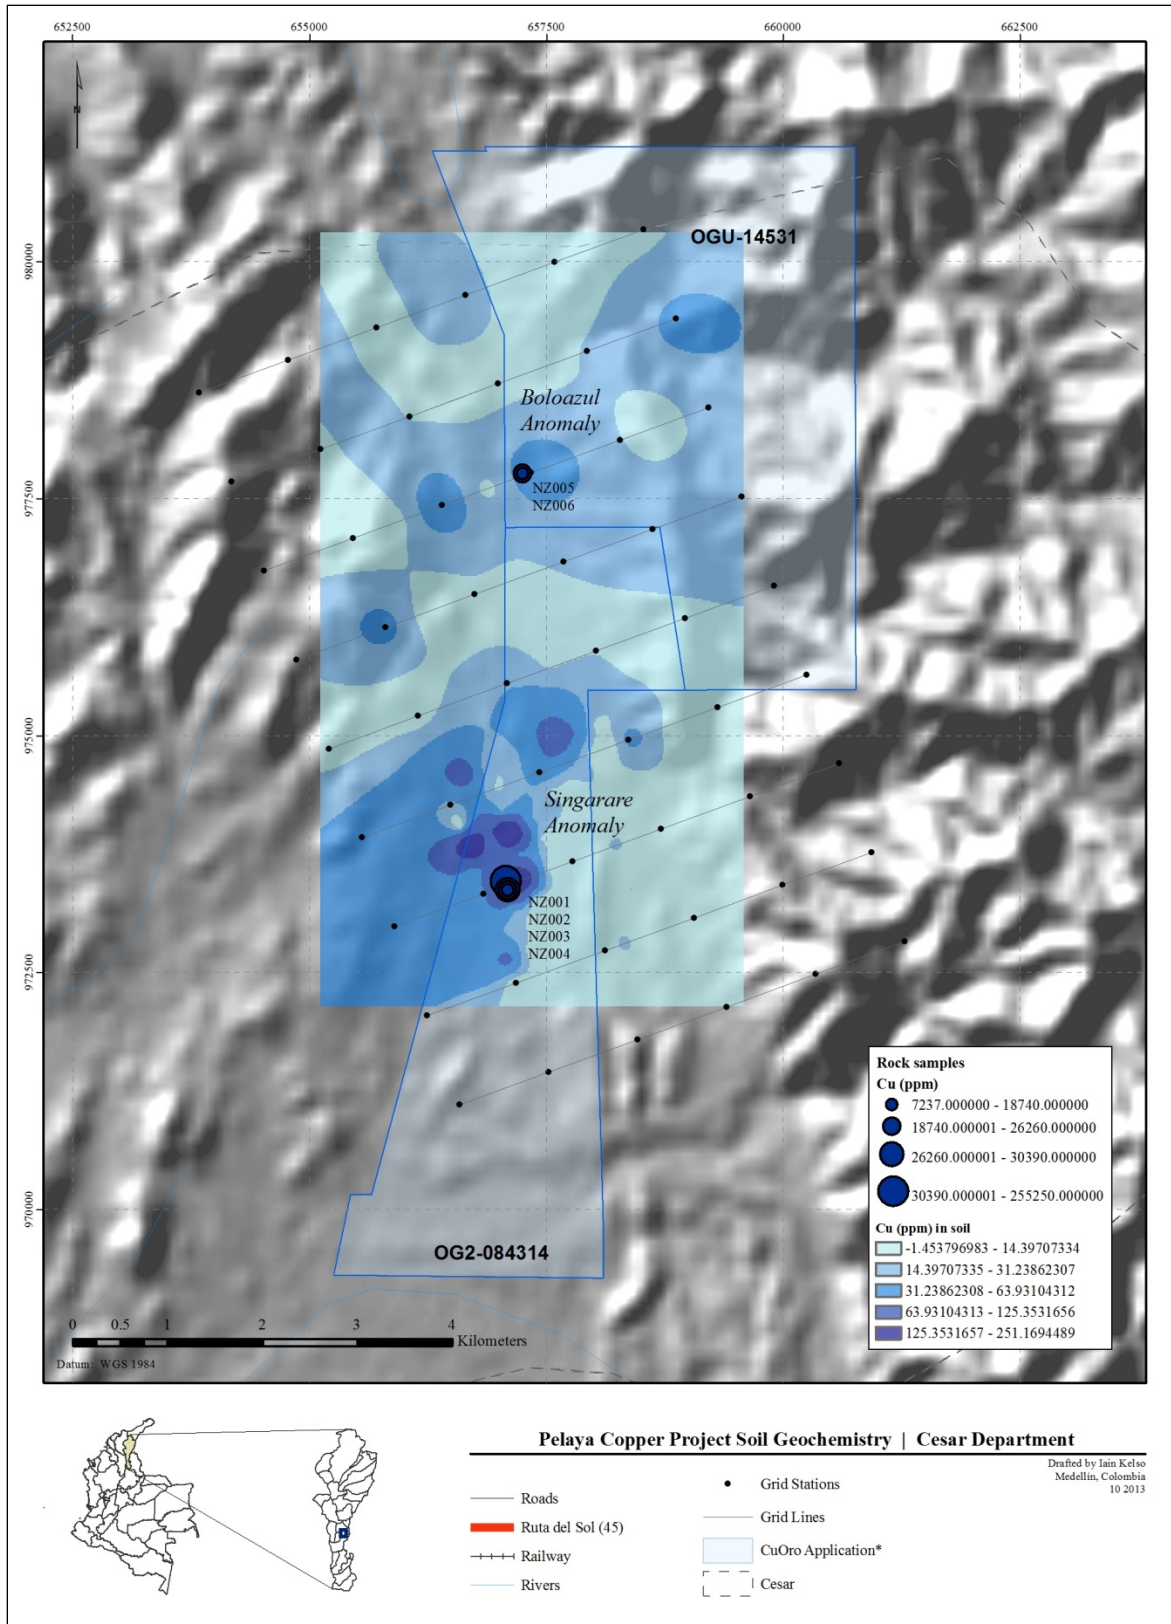 652500 655000 657500 660000 662500
N
980000
977500
975000
972500
970000
OGU-14531
Boloazul
Anomaly
NZ005
NZ006
Singarare
Anomaly
NZ001
NZ002
NZ003
NZ004
OG2-084314
Rock samples
Cu (ppm)
7237.000000 - 18740.000000
18740.000001 - 26260.000000
26260.000001 - 30390.000000
30390.000001 - 255250.000000
Cu (ppm) in soil
-1.453796983 - 14.39707334
14.39707335 - 31.23862307
31.23862308 - 63.93104312
63.93104313 - 125.3531656
125.3531657 - 251.1694489
0 0.5 1 2 3 4
Kilometers
Datum: WGS 1984
Pelaya Copper Project Soil Geochemistry | Cesar Department
Drafted by Iain Kelso
Medellín, Colombia
10 2013
Roads
Ruta del Sol (45)
Railway
Rivers
Grid Stations
Grid Lines
CuOro Application*
Cesar